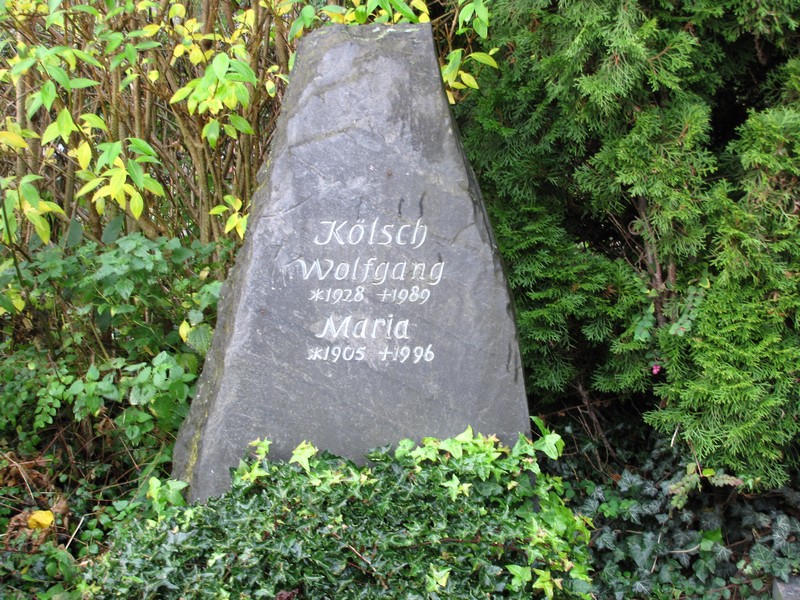 Kölsch
Wolfgang
*1928 +1989
Maria
*1905 +1996